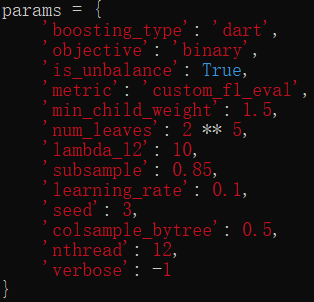 params = {
    'boosting_type': 'dart',
    'objective': 'binary',
    'is_unbalance': True,
    'metric': 'custom_f1_eval',
    'min_child_weight': 1.5,
    'num_leaves': 2 ** 5,
    'lambda_l2': 10,
    'subsample': 0.85,
    'learning_rate': 0.1,
    'seed': 3,
    'colsample_bytree': 0.5,
    'nthread': 12,
    'verbose': -1
}